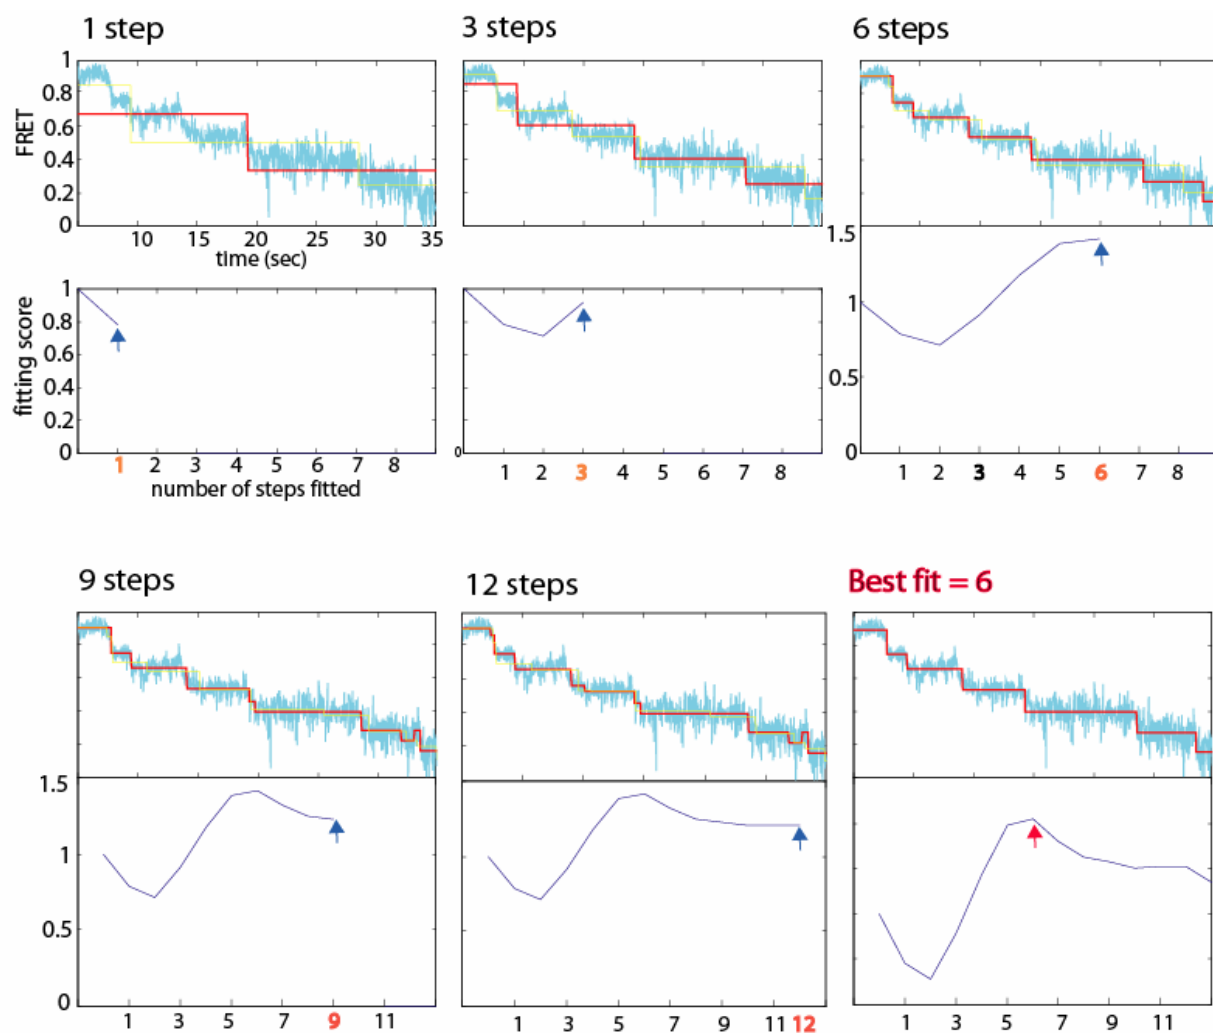 1 step
3 steps
6 steps
1
0.8
0.6
0.4
0.2
0
FRET
10 15 20 25 30 35
time (sec)
1
0.8
0.6
0.4
0.2
0
fitting score
1 2 3 4 5 6 7 8
number of steps fitted
0
1 2 3 4 5 6 7 8
1.5
1
0.5
0
1 2 3 4 5 6 7 8
9 steps
12 steps
Best fit = 6
1.5
1
0.5
0
1 3 5 7 9 11
1 3 5 7 9 11 12
1 3 5 7 9 11